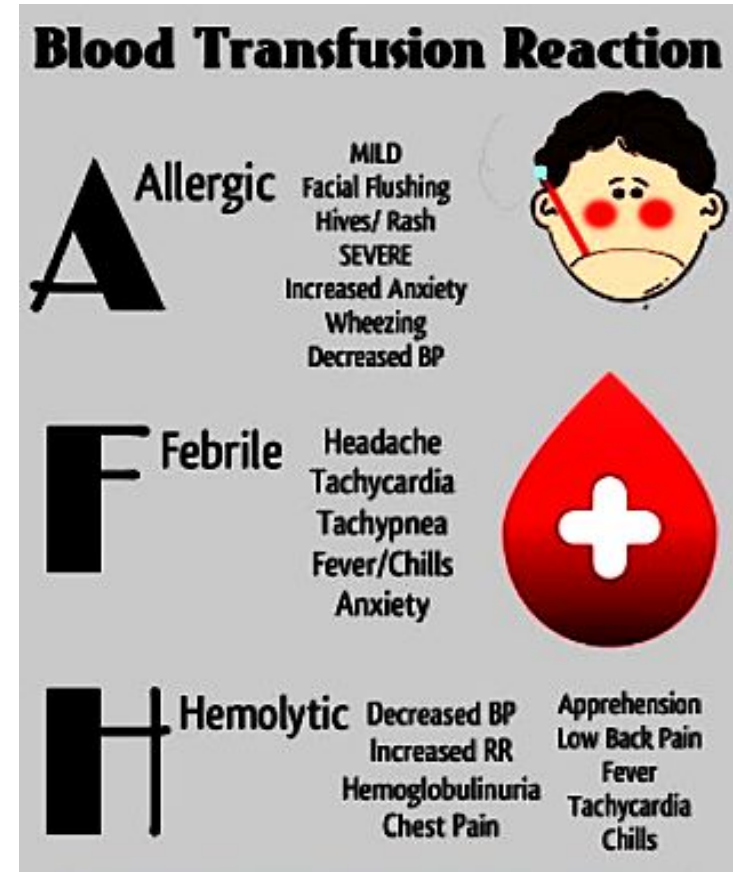 Blood Transfusion Reaction
A
Allergic
MILD
Facial Flushing
Hives/ Rash
SEVERE
Increased Anxiety
Wheezing
Decreased BP
F
Febrile
Headache
Tachycardia
Tachypnea
Fever/Chills
Anxiety
H
Hemolytic
Decreased BP
Increased RR
Hemoglobulinuria
Chest Pain
Apprehension
Low Back Pain
Fever
Tachycardia
Chills